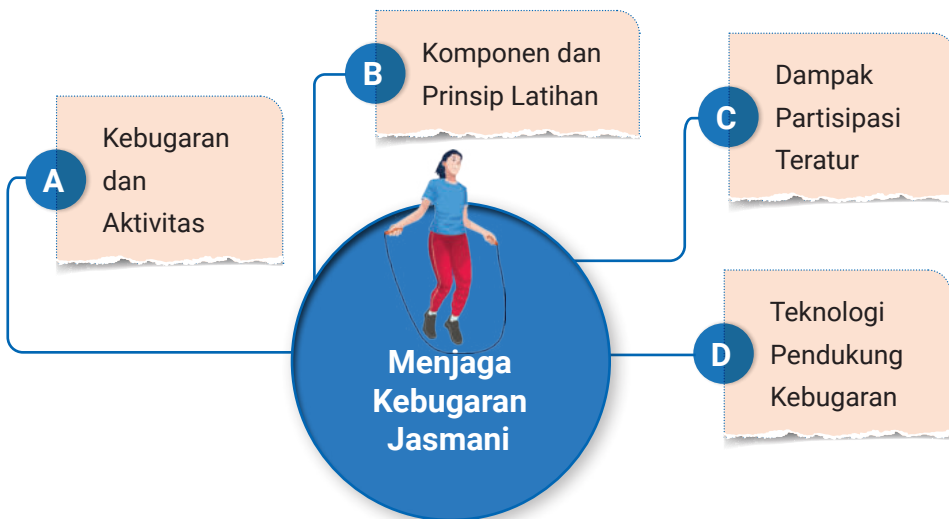 A
Kebugaran
dan
Aktivitas
B
Komponen dan
Prinsip Latihan
C
Dampak
Partisipasi
Teratur
D
Teknologi
Pendukung
Kebugaran
Menjaga
Kebugaran
Jasmani